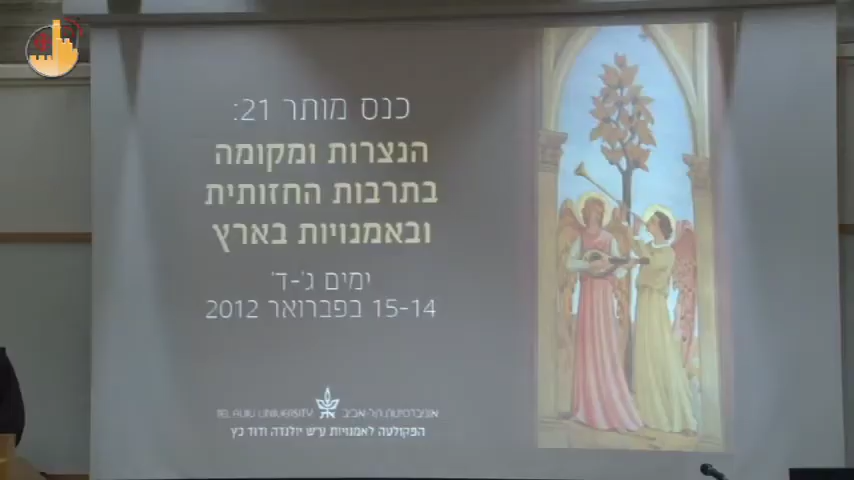 כנס מותר 21:
הנצרות ומקומה
בתרבות החזותית
ובאמנויות בארץ
ימים ג'-ד'
15-14 בפברואר 2012
TEL AVIV UNIVERSITY אוניברסיטת תל-אביב
הפקולטה לאמנויות ע"ש יולנדה ודוד כץ